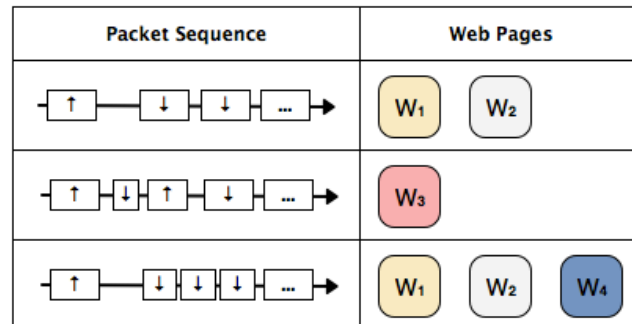 Packet Sequence Web Pages
↑ ↓ ↓ ... W₁ W₂
↑ ↓ ↑ ↓ ... W₃
↑ ↓ ↓ ↓ ... W₁ W₂ W₄